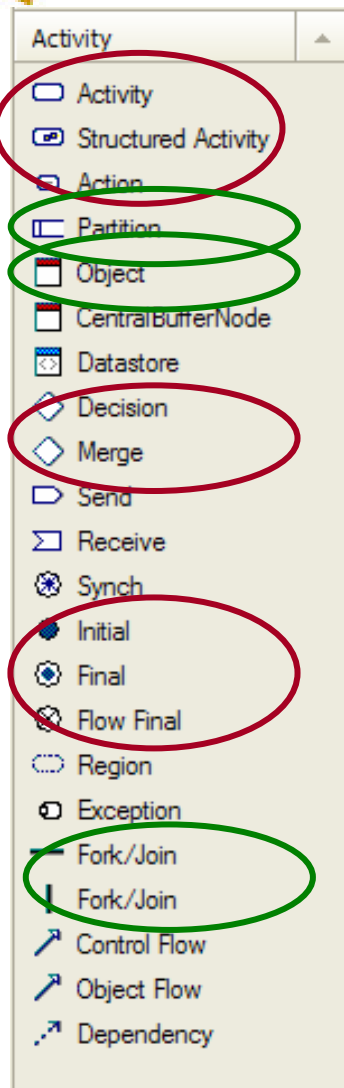 Activity
Activity
Structured Activity
Action
Partition
Object
CentralBufferNode
Datastore
Decision
Merge
Send
Receive
Synch
Initial
Final
Flow Final
Region
Exception
Fork/Join
Fork/Join
Control Flow
Object Flow
Dependency